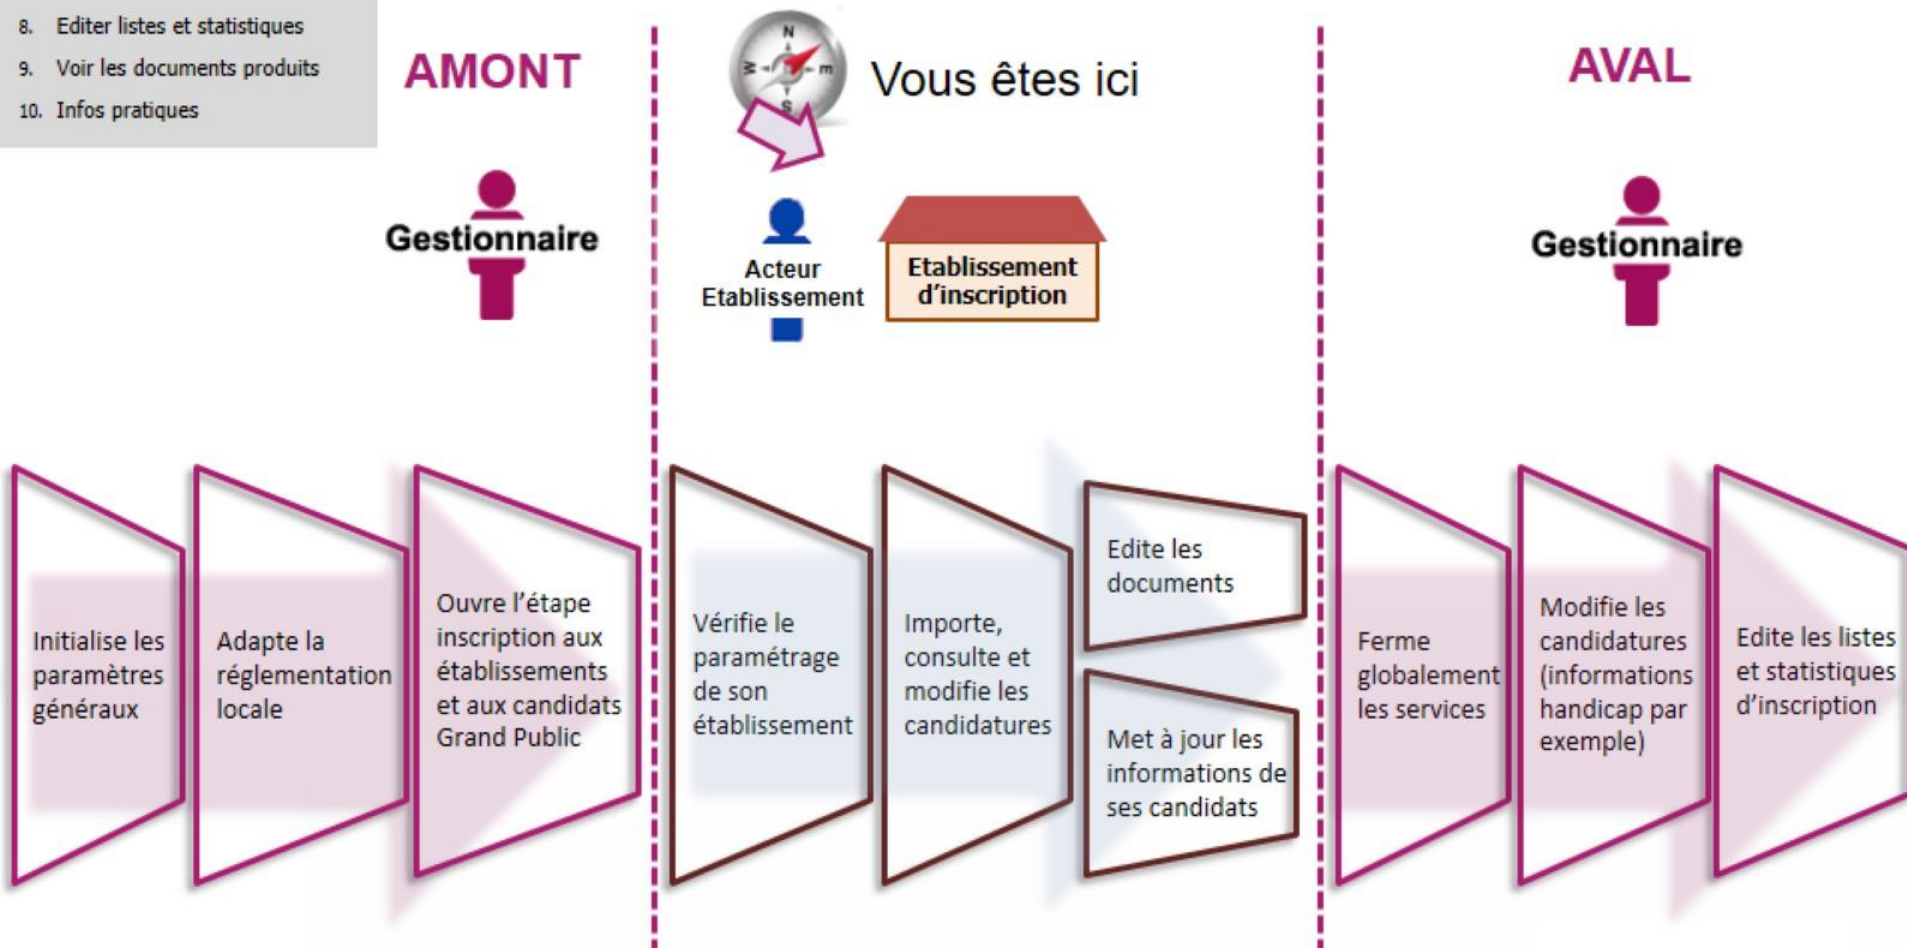 8. Editer listes et statistiques
9. Voir les documents produits
10. Infos pratiques
AMONT
N
W
m
S
Vous êtes ici
AVAL
Gestionnaire
Acteur
Etablissement
Etablissement
d'inscription
Gestionnaire
Initialise les
paramètres
généraux
Adapte la
réglementation
locale
Ouvre l'étape
inscription aux
établissements
et aux candidats
Grand Public
Vérifie le
paramétrage
de son
établissement
Importe,
consulte et
modifie les
candidatures
Edite les
documents
Met à jour les
informations de
ses candidats
Ferme
globalement
les services
Modifie les
candidatures
(informations
handicap par
exemple)
Edite les listes
et statistiques
d'inscription